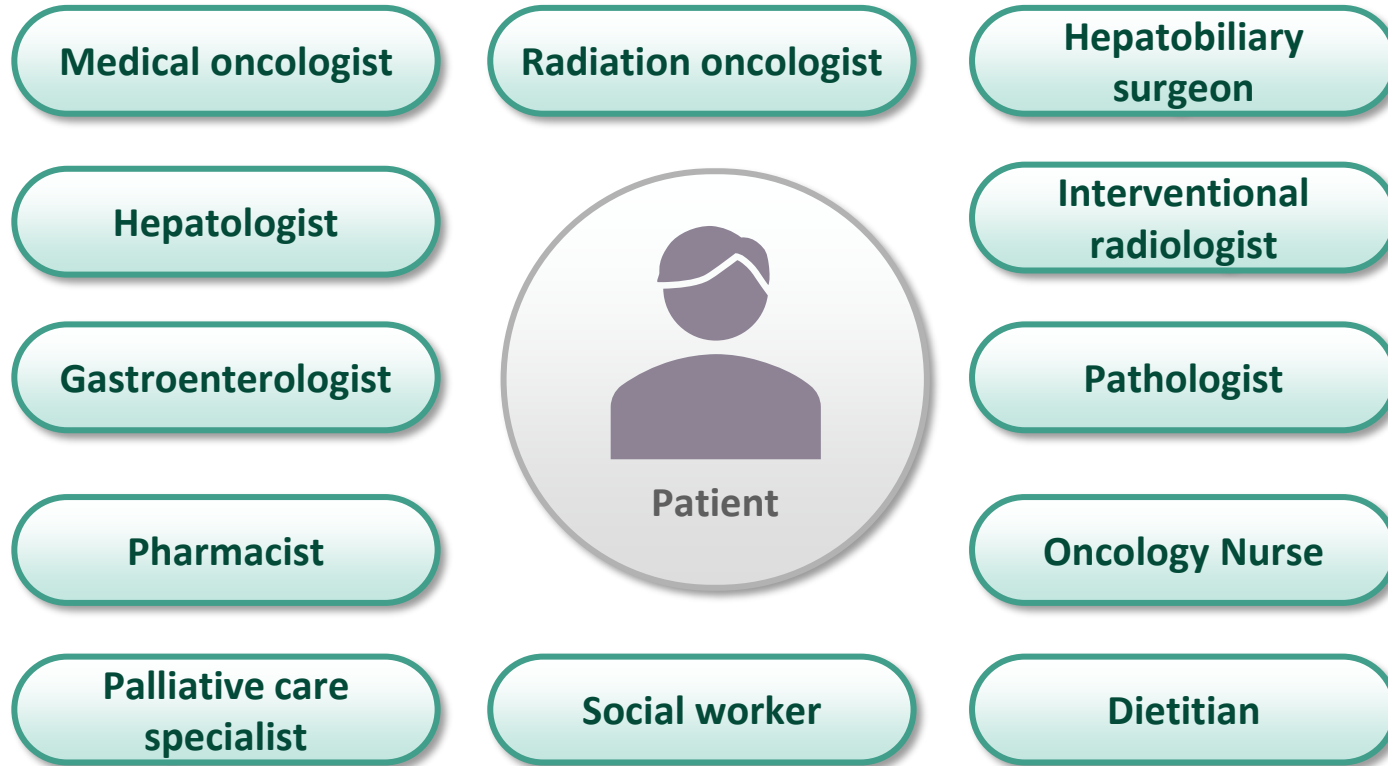 Medical oncologist
Radiation oncologist
Hepatobiliary
surgeon
Hepatologist
Interventional
radiologist
Gastroenterologist
Pathologist
Patient
Pharmacist
Oncology Nurse
Palliative care
specialist
Social worker
Dietitian